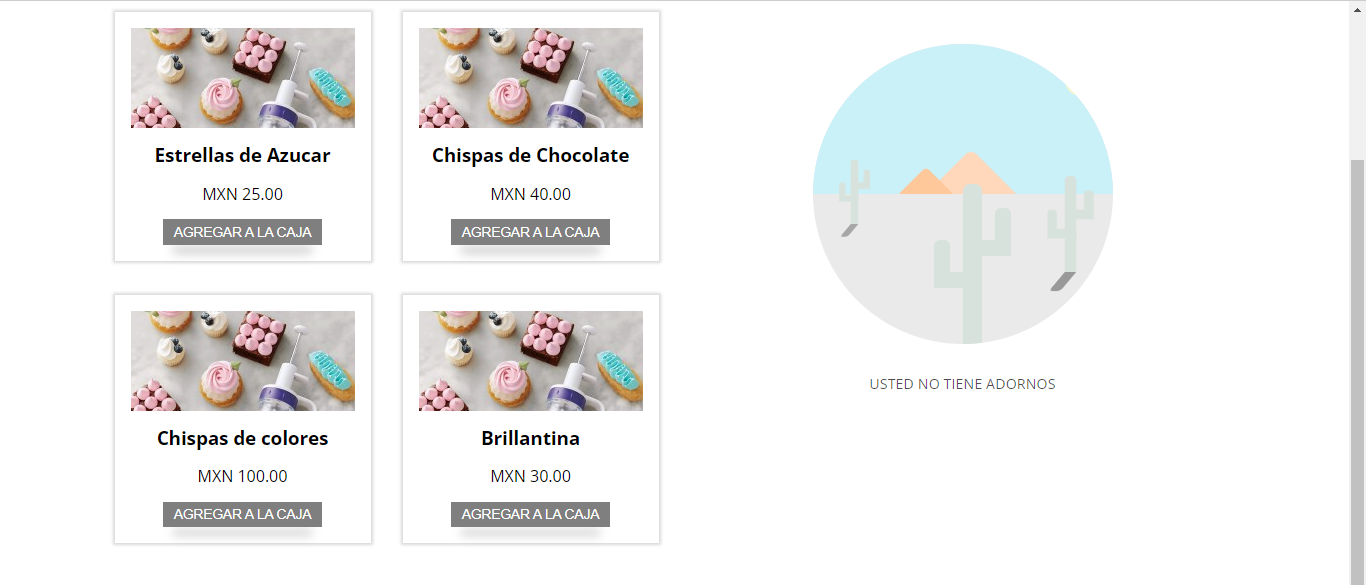 Estrellas de Azucar
MXN 25.00
AGREGAR A LA CAJA
Chispas de Chocolate
MXN 40.00
AGREGAR A LA CAJA
Chispas de colores
MXN 100.00
AGREGAR A LA CAJA
Brillantina
MXN 30.00
AGREGAR A LA CAJA
USTED NO TIENE ADORNOS